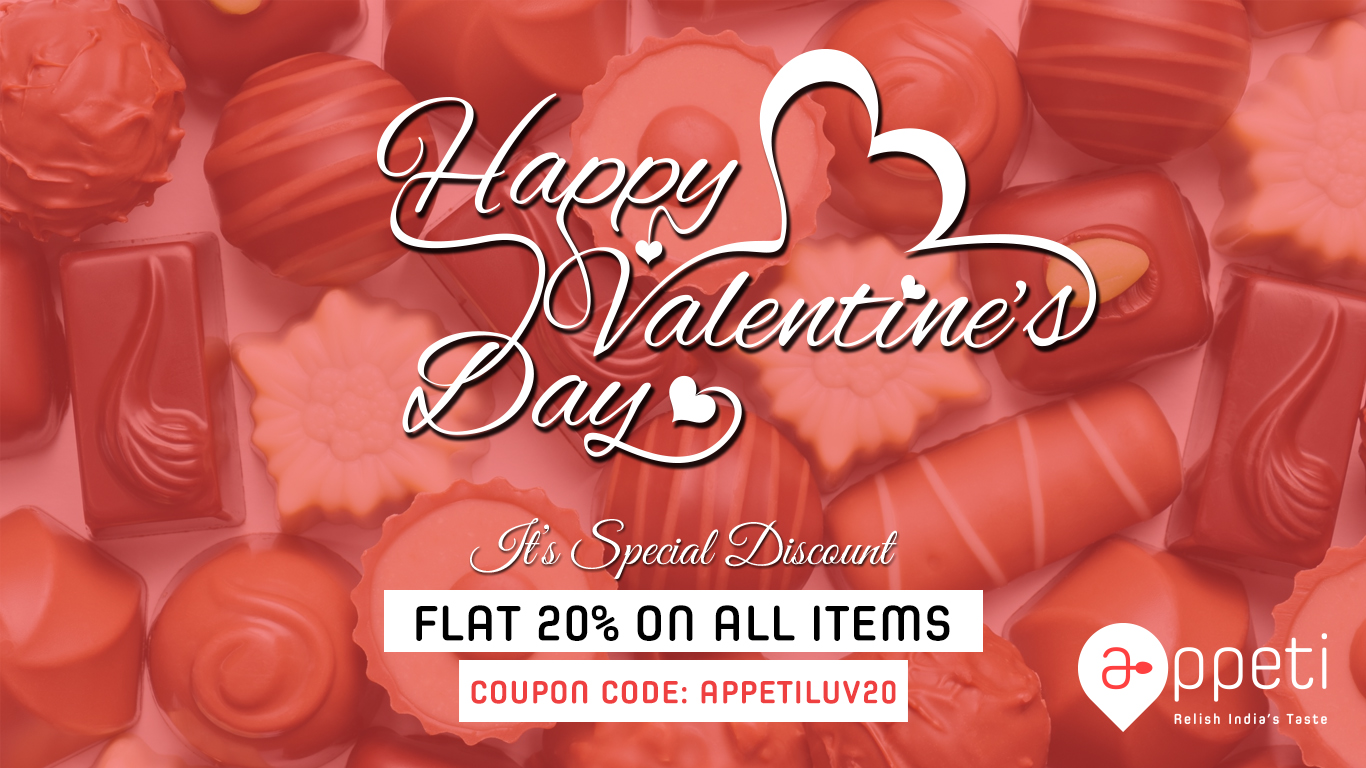 Happy
Valentine's
Day
It's Special Discount
FLAT 20% ON ALL ITEMS
COUPON CODE: APPETILUV20
appeti
Relish India's Taste